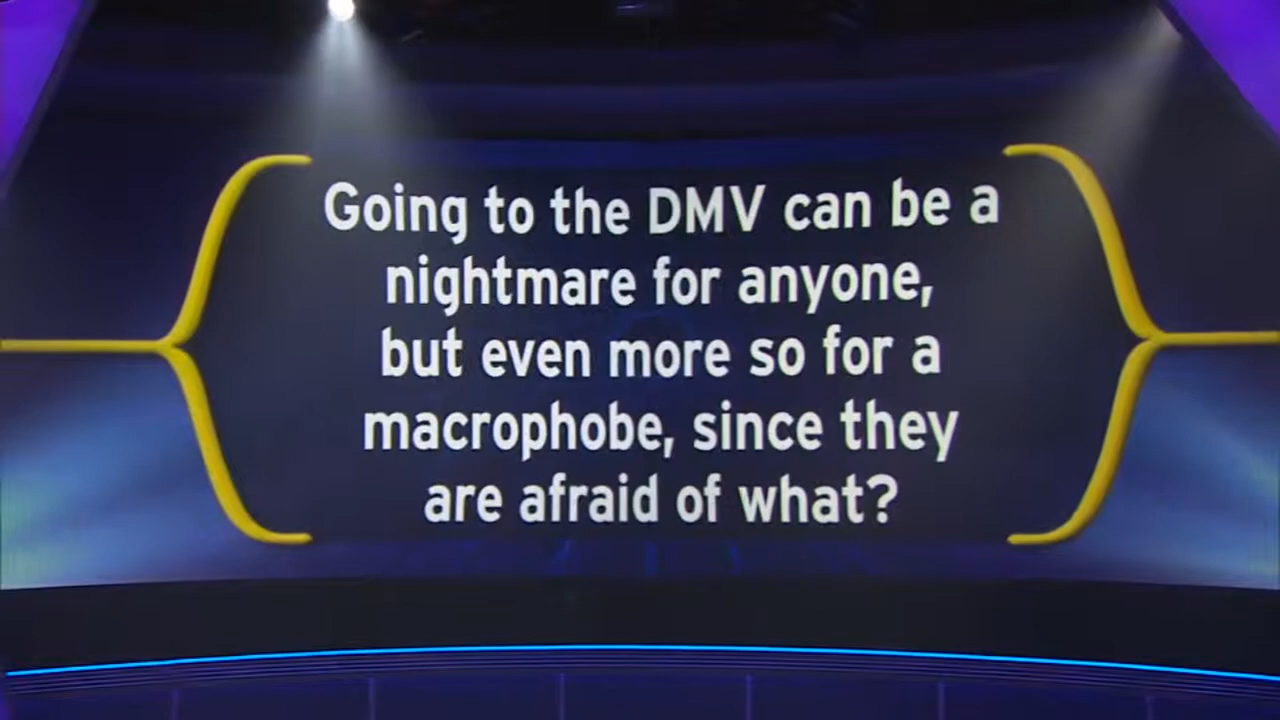 Going to the DMV can be a
nightmare for anyone,
but even more so for a
macrophobe, since they
are afraid of what?